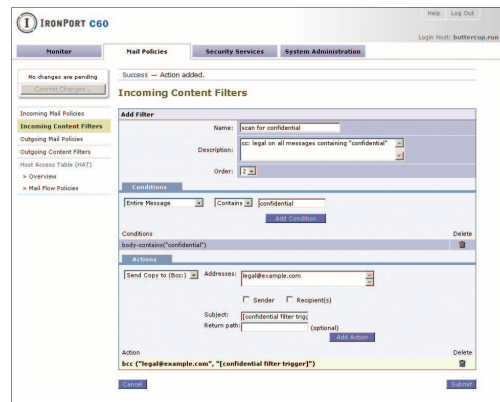 Help Log Out
IRONPORT C60
Login Host: buttercup.run
Monitor Mail Policies Security Services System Administration
No changes are pending
Commit Changes...
Success — Action added.
Incoming Content Filters
Incoming Mail Policies
Incoming Content Filters
Outgoing Mail Policies
Outgoing Content Filters
Host Access Table (HAT)
> Overview
> Mail Flow Policies
Add Filter
Name: scan for confidential
Description: cc: legal on all messages containing "confidential"
Order: 2
Conditions
Entire Message Contains confidential
Add Condition
Conditions Delete
body-contains("confidential")
Actions
Send Copy to (Bcc:) Addresses: legal@example.com
Sender Recipient(s)
Subject: [confidential filter trig
Return path: (optional)
Add Action
Action Delete
bcc ("legal@example.com", "[confidential filter trigger]")
Cancel Submit